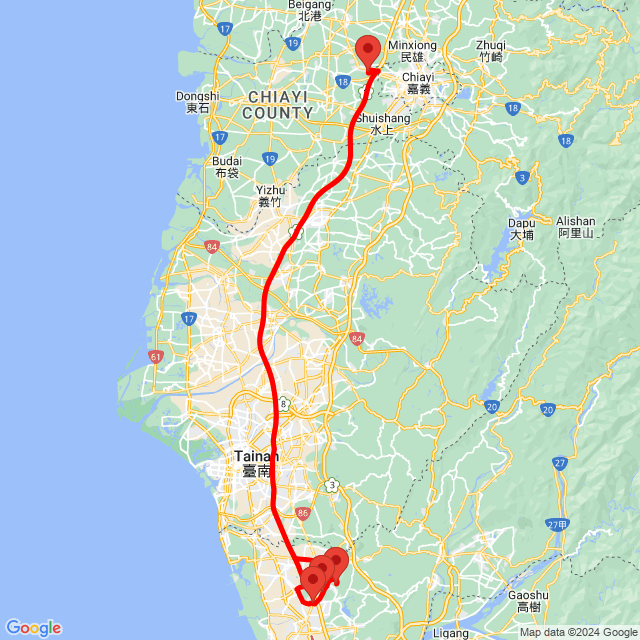 Beigang
北港
19
1
19
Minxiong
民雄
Zhuqi
竹崎
18
Chiayi
嘉義
Dongshi
東石
CHIAYI
COUNTY
18
Shuishang
水上
17
18
Budai
布袋
19
3
Yizhu
義竹
Dapu
大埔
Alishan
阿里山
84
17
84
61
8
20
20
Tainan
臺南
27
3
86
27甲
Gaoshu
高樹
Ligang
Google
Map data ©2024 Google